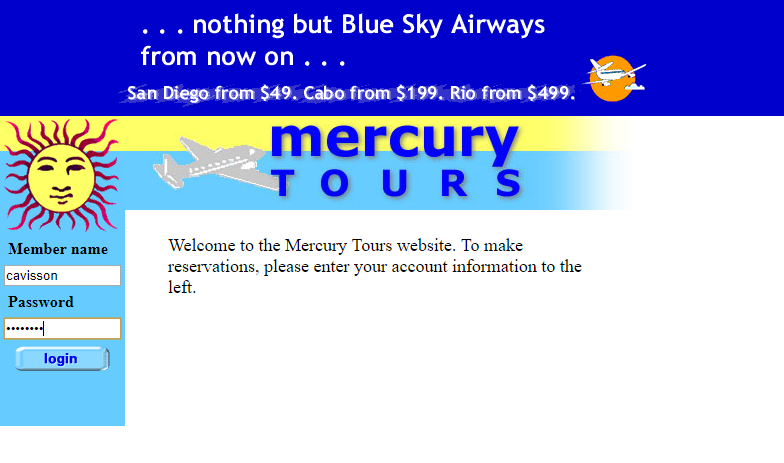 . . . nothing but Blue Sky Airways
from now on . . .
San Diego from $49. Cabo from $199. Rio from $499.
mercury
TOURS
Member name
cavisson
Password
••••••••
login
Welcome to the Mercury Tours website. To make
reservations, please enter your account information to the
left.